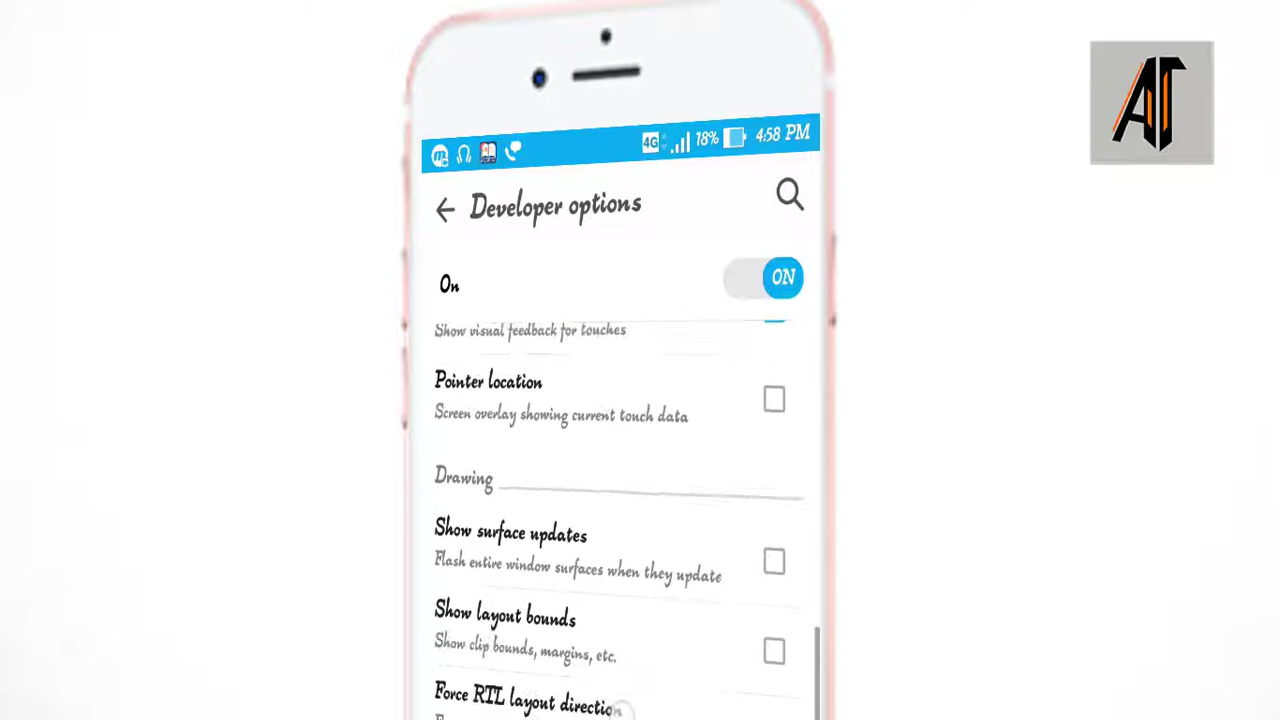 4G 18% 4:58 PM
AT
Developer options
On
ON
Show visual feedback for touches
Pointer location
Screen overlay showing current touch data
Drawing
Show surface updates
Flash entire window surfaces when they update
Show layout bounds
Show clip bounds, margins, etc.
Force RTL layout direction